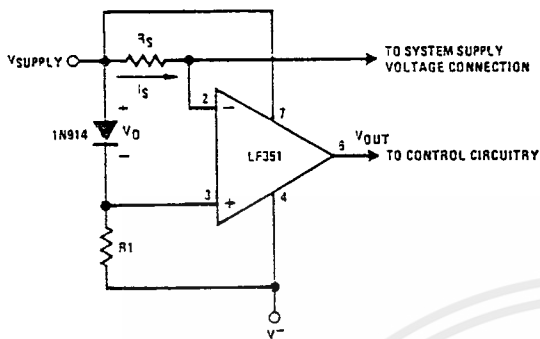 RS
VSUPPLY
IS
TO SYSTEM SUPPLY
VOLTAGE CONNECTION
2
−
7
+
1N914
VD
−
LF351
6
VOUT
TO CONTROL CIRCUITRY
3
+
4
R1
V−